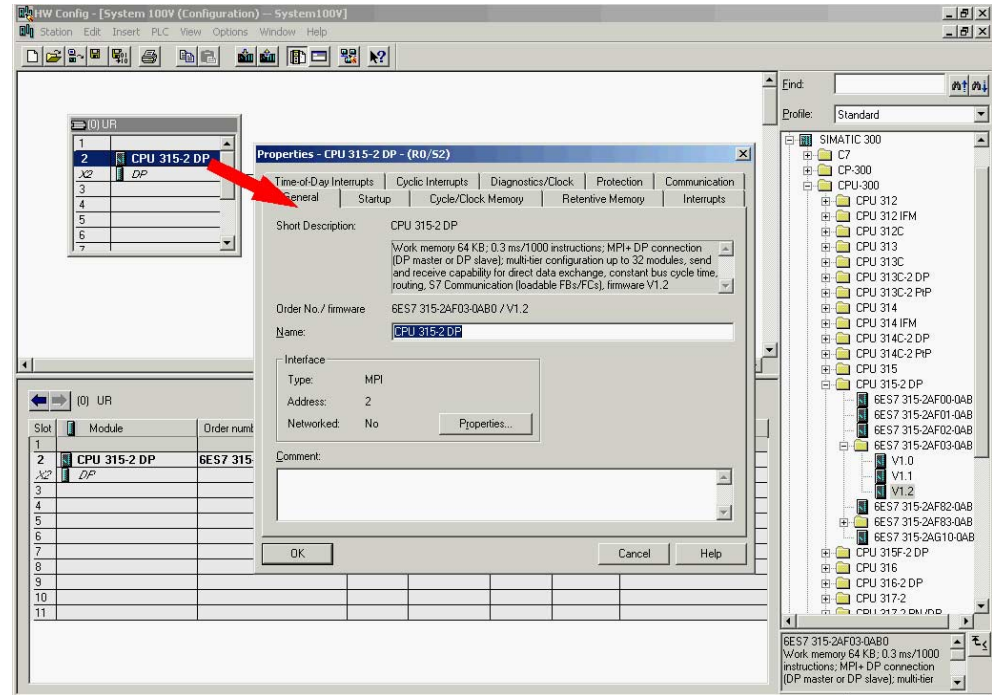 HW Config - [System 100V (Configuration) -- System100V]
Station Edit Insert PLC View Options Window Help
(0) UR
1
2 CPU 315-2 DP
X2 DP
3
4
5
6
7
Properties - CPU 315-2 DP - (R0/S2)
Time-of-Day Interrupts Cyclic Interrupts Diagnostics/Clock Protection Communication
General Startup Cycle/Clock Memory Retentive Memory Interrupts
Short Description: CPU 315-2 DP
Work memory 64 KB; 0.3 ms/1000 instructions; MPI+ DP connection
(DP master or DP slave); multi-tier configuration up to 32 modules, send
and receive capability for direct data exchange, constant bus cycle time,
routing, S7 Communication (loadable FBs/FCs), firmware V1.2
Order No./ firmware 6ES7 315-2AF03-0AB0 / V1.2
Name: CPU 315-2 DP
Interface
Type: MPI
Address: 2
Networked: No Properties...
Comment:
OK Cancel Help
(0) UR
Slot Module Order numb
1
2 CPU 315-2 DP 6ES7 315-
X2 DP
3
4
5
6
7
8
9
10
11
Find:
Profile: Standard
SIMATIC 300
C7
CP-300
CPU-300
CPU 312
CPU 312 IFM
CPU 312C
CPU 313
CPU 313C
CPU 313C-2 DP
CPU 313C-2 PtP
CPU 314
CPU 314 IFM
CPU 314C-2 DP
CPU 314C-2 PtP
CPU 315
CPU 315-2 DP
6ES7 315-2AF00-0AB
6ES7 315-2AF01-0AB
6ES7 315-2AF02-0AB
6ES7 315-2AF03-0AB
V1.0
V1.1
V1.2
6ES7 315-2AF82-0AB
6ES7 315-2AF83-0AB
6ES7 315-2AG10-0AB
CPU 315F-2 DP
CPU 316
CPU 316-2 DP
CPU 317-2
CPU 317-2 PN/DP
6ES7 315-2AF03-0AB0
Work memory 64 KB; 0.3 ms/1000
instructions; MPI+ DP connection
(DP master or DP slave); multi-tier